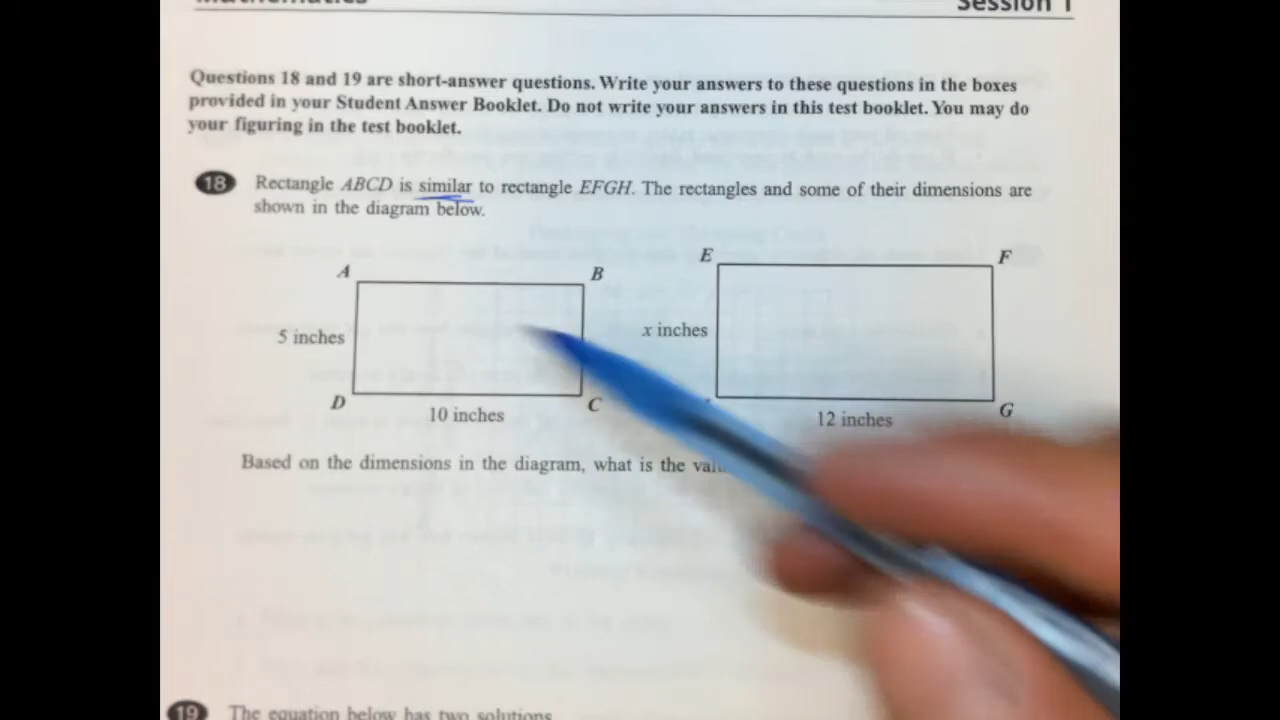 Mathematics
Session 1
Questions 18 and 19 are short-answer questions. Write your answers to these questions in the boxes
provided in your Student Answer Booklet. Do not write your answers in this test booklet. You may do
your figuring in the test booklet.
18 Rectangle ABCD is similar to rectangle EFGH. The rectangles and some of their dimensions are
shown in the diagram below.
A
B
5 inches
D
C
10 inches
E
F
x inches
G
12 inches
Based on the dimensions in the diagram, what is the
19 The equation below has two solutions.